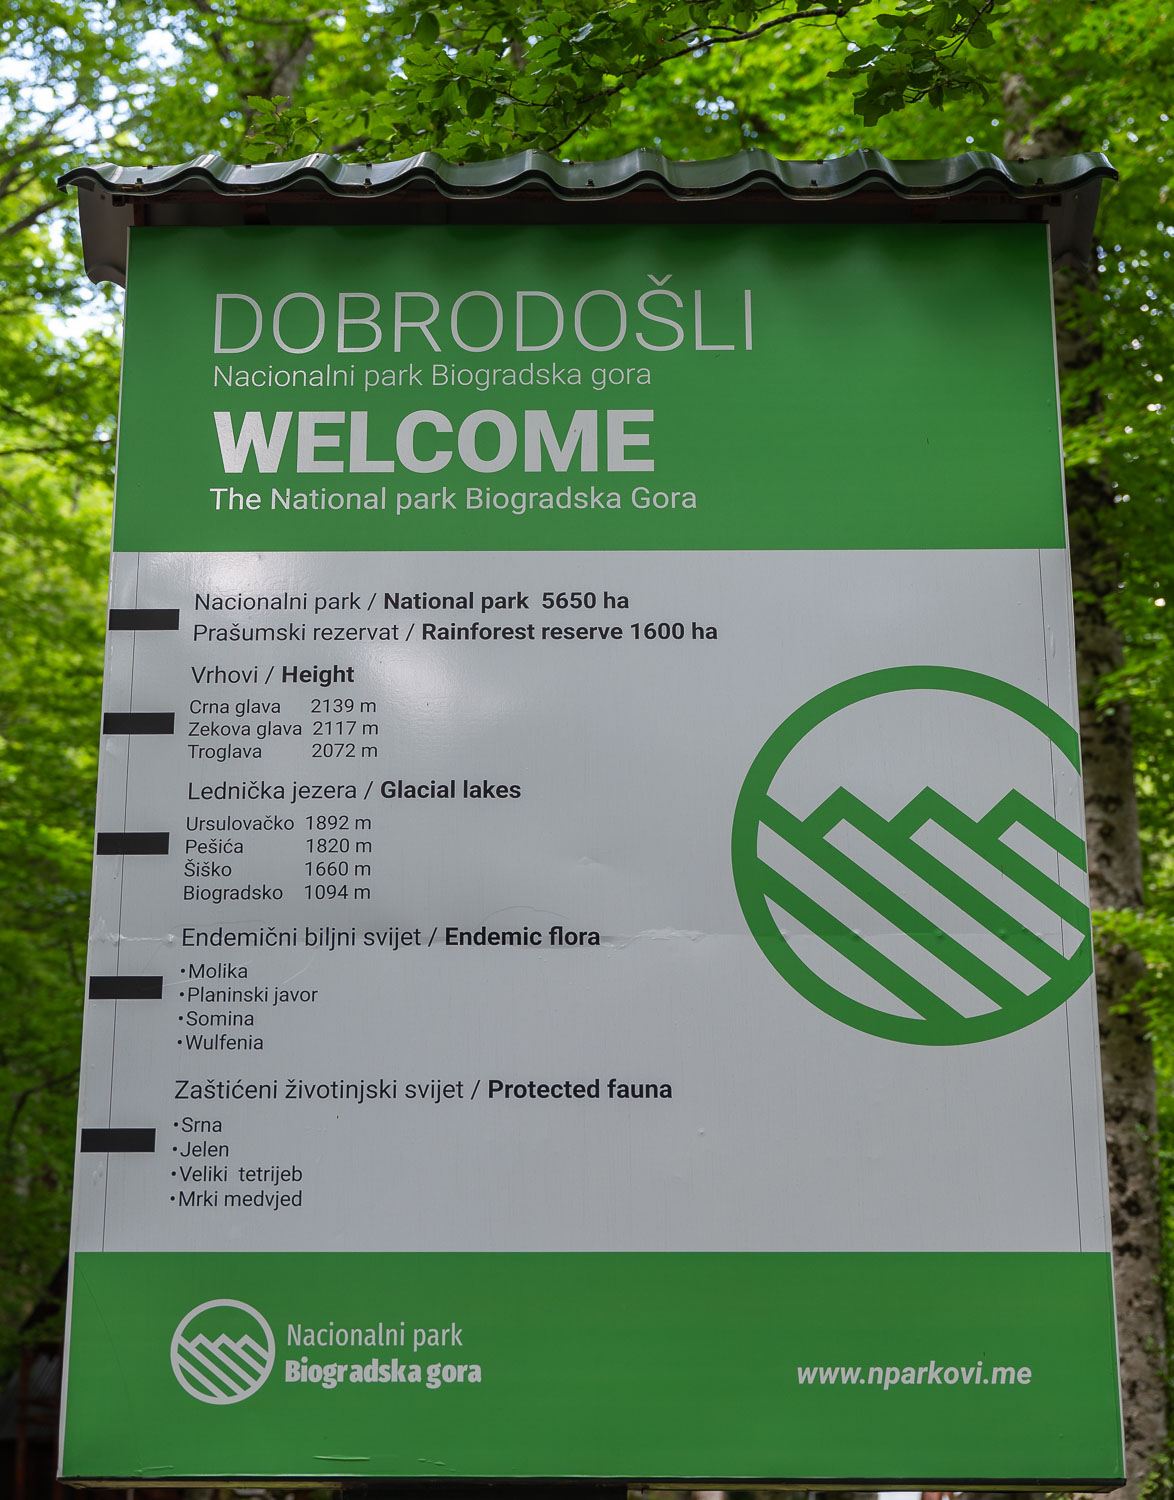 DOBRODOŠLI
Nacionalni park Biogradska gora
WELCOME
The National park Biogradska Gora
Nacionalni park / National park 5650 ha
Prašumski rezervat / Rainforest reserve 1600 ha
Vrhovi / Height
Crna glava 2139 m
Zekova glava 2117 m
Troglava 2072 m
Lednička jezera / Glacial lakes
Ursulovačko 1892 m
Pešića 1820 m
Šiško 1660 m
Biogradsko 1094 m
Endemični biljni svijet / Endemic flora
•Molika
•Planinski javor
•Somina
•Wulfenia
Zaštićeni životinjski svijet / Protected fauna
•Srna
•Jelen
•Veliki tetrijeb
•Mrki medvjed
Nacionalni park
Biogradska gora
www.nparkovi.me